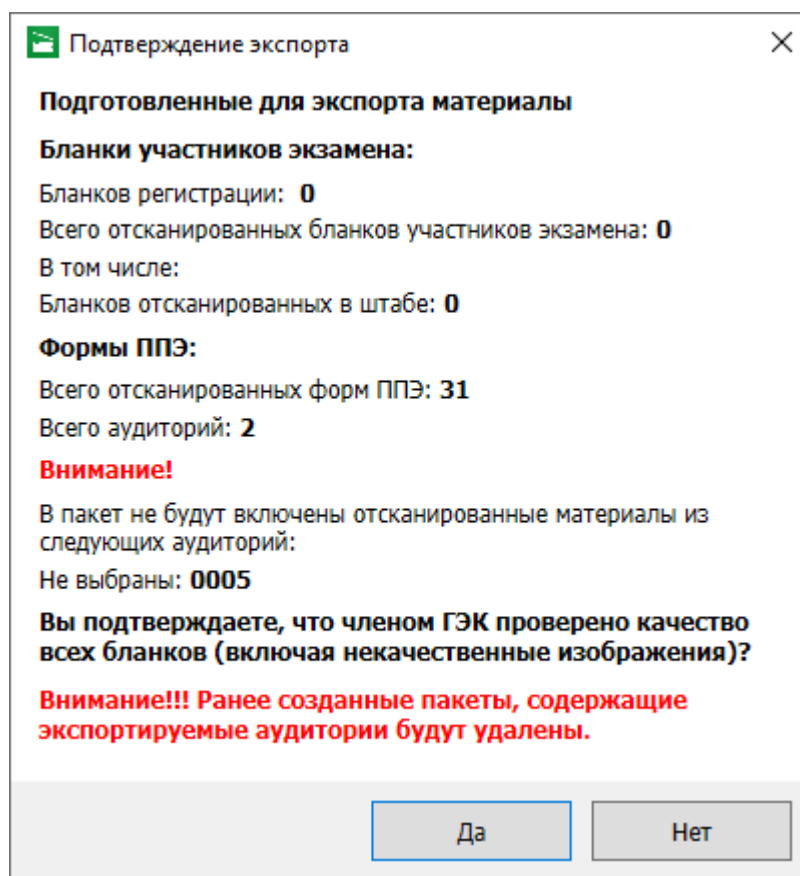 Подтверждение экспорта
Подготовленные для экспорта материалы
Бланки участников экзамена:
Бланков регистрации: 0
Всего отсканированных бланков участников экзамена: 0
В том числе:
Бланков отсканированных в штабе: 0
Формы ППЭ:
Всего отсканированных форм ППЭ: 31
Всего аудиторий: 2
Внимание!
В пакет не будут включены отсканированные материалы из
следующих аудиторий:
Не выбраны: 0005
Вы подтверждаете, что членом ГЭК проверено качество
всех бланков (включая некачественные изображения)?
Внимание!!! Ранее созданные пакеты, содержащие
экспортируемые аудитории будут удалены.
Да
Нет